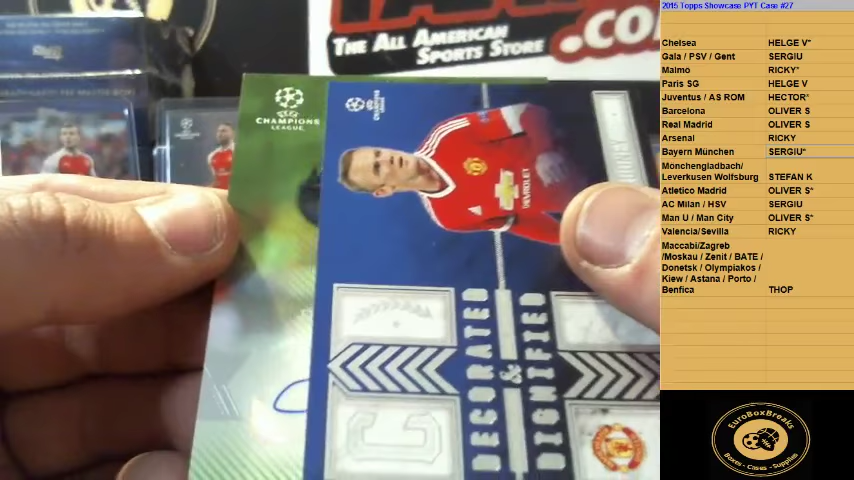 2015 Topps Showcase PYT Case #27
Chelsea HELGE V*
Gala / PSV / Gent SERGIU
Malmö RICKY*
Paris SG HELGE V
Juventus / AS ROM HECTOR*
Barcelona OLIVER S
Real Madrid OLIVER S
Arsenal RICKY
Bayern München SERGIU*
Mönchengladbach/
Leverkusen Wolfsburg STEFAN K
Atletico Madrid OLIVER S*
AC Milan / HSV SERGIU
Man U / Man City OLIVER S*
Valencia/Sevilla RICKY
Maccabi/Zagreb
/Moskau / Zenit / BATE /
Donetsk / Olympiakos /
Kiew / Astana / Porto /
Benfica THOP
THE ALL AMERICAN
SPORTS STORE
.CO
UEFA
CHAMPIONS
LEAGUE
CHEVROLET
DECORATED
&
DIGNIFIED
EuroBoxBreaks
Boxes - Cases - Supplies